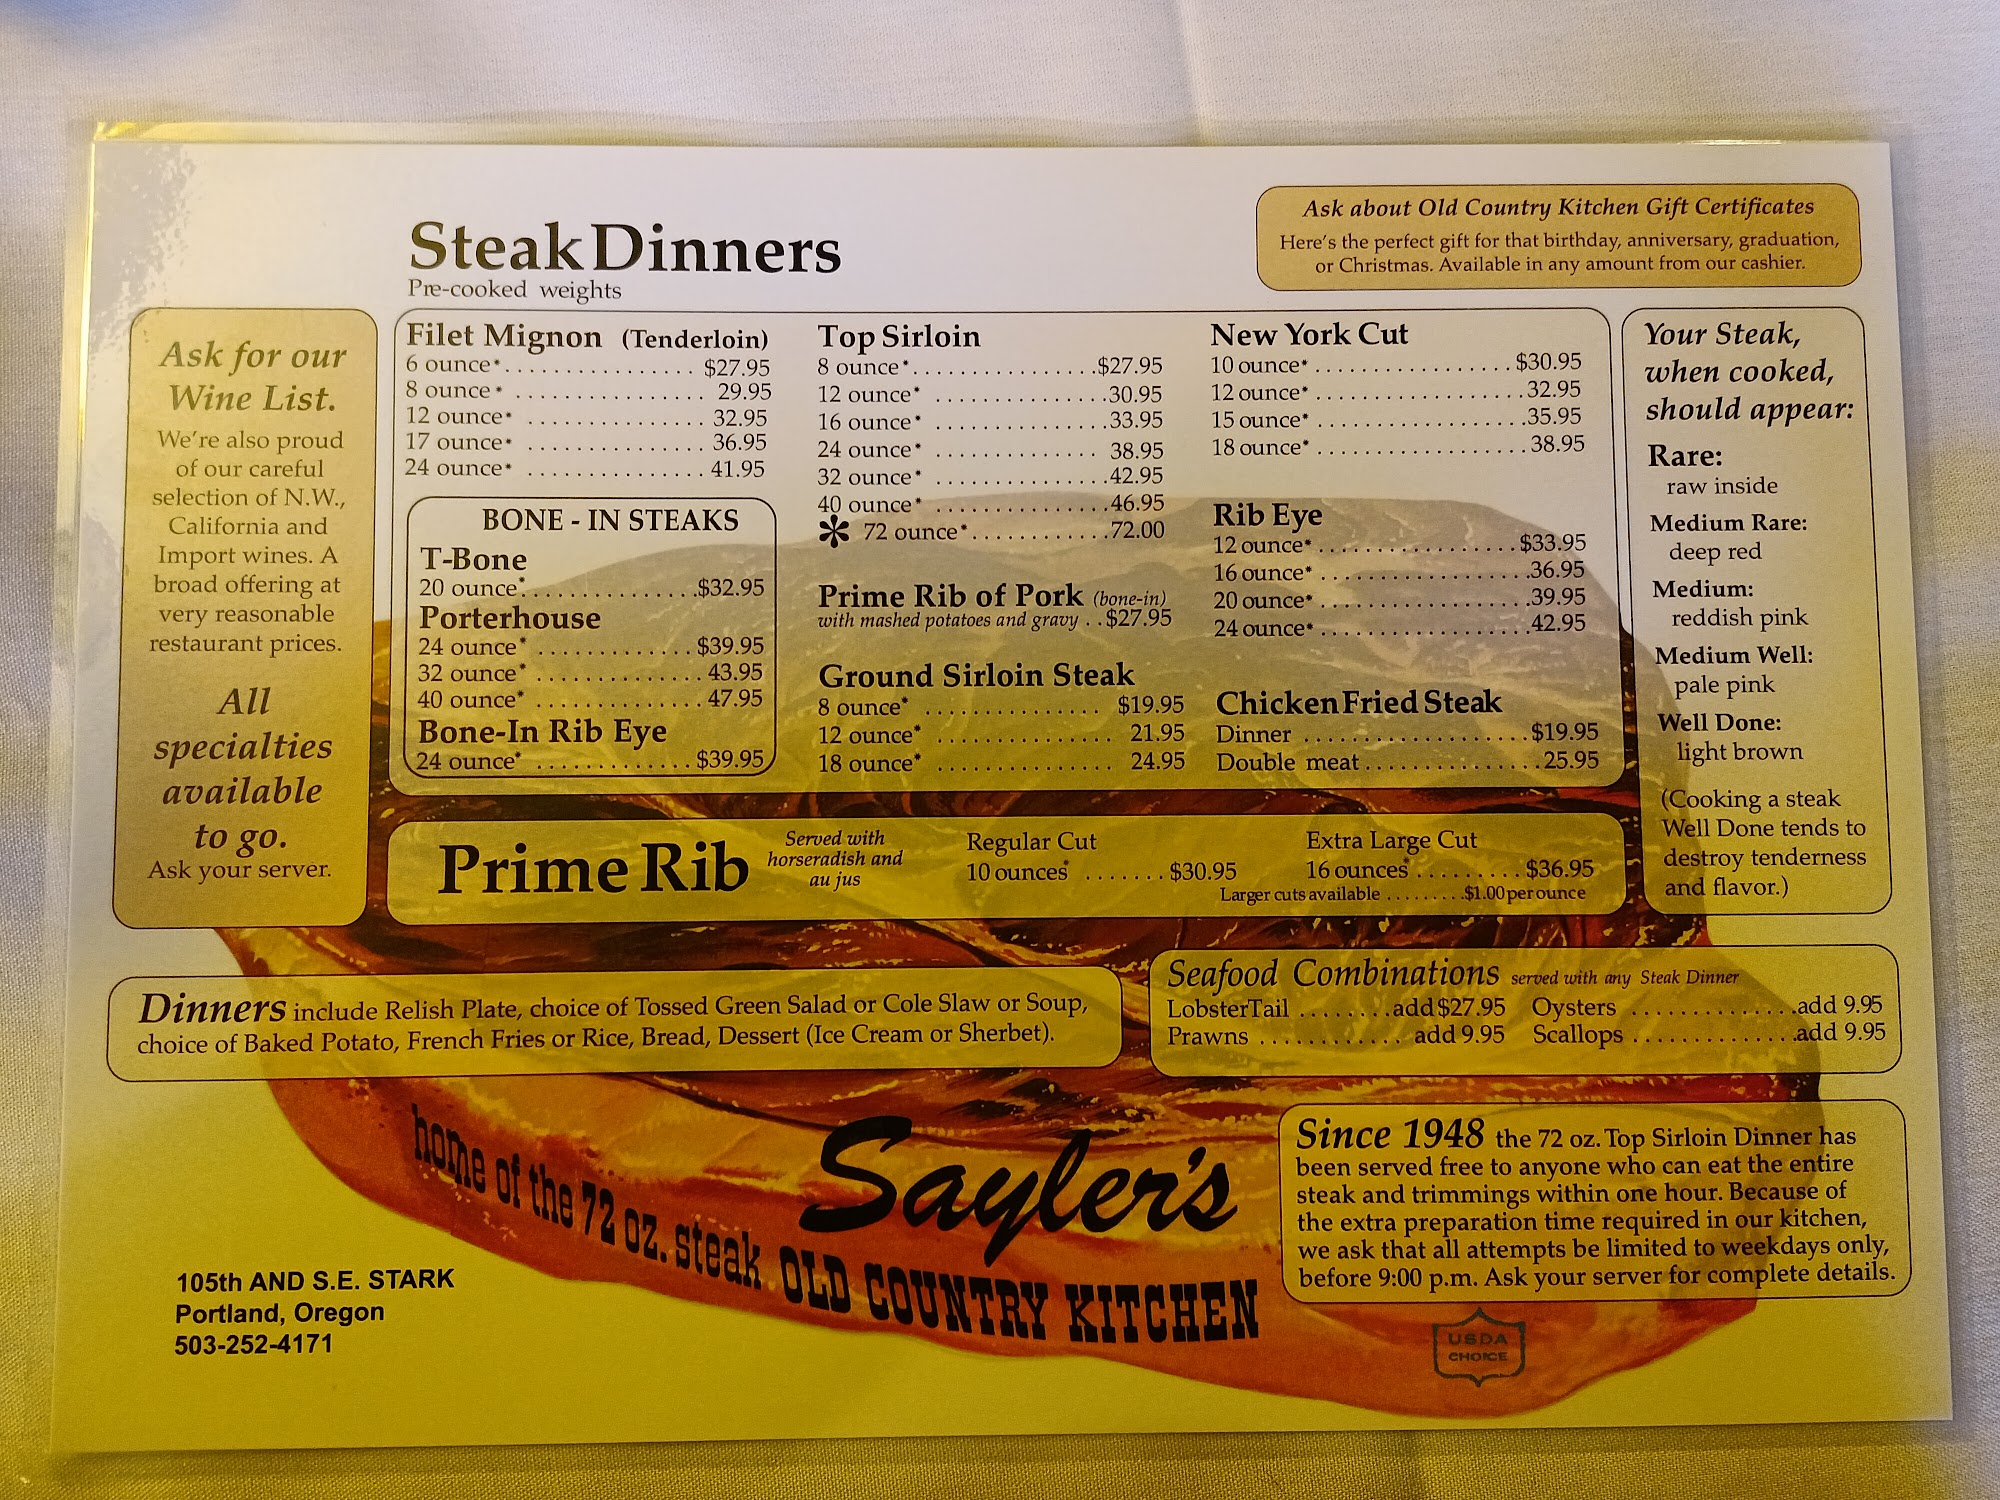 Steak Dinners
Pre-cooked weights
Ask about Old Country Kitchen Gift Certificates
Here's the perfect gift for that birthday, anniversary, graduation,
or Christmas. Available in any amount from our cashier.
Ask for our
Wine List.
We're also proud
of our careful
selection of N.W.,
California and
Import wines. A
broad offering at
very reasonable
restaurant prices.
All
specialties
available
to go.
Ask your server.
Filet Mignon (Tenderloin)
6 ounce* $27.95
8 ounce* 29.95
12 ounce* 32.95
17 ounce* 36.95
24 ounce* 41.95
BONE - IN STEAKS
T-Bone
20 ounce* $32.95
Porterhouse
24 ounce* $39.95
32 ounce* 43.95
40 ounce* 47.95
Bone-In Rib Eye
24 ounce* $39.95
Top Sirloin
8 ounce* $27.95
12 ounce* 30.95
16 ounce* 33.95
24 ounce* 38.95
32 ounce* 42.95
40 ounce* 46.95
* 72 ounce* 72.00
Prime Rib of Pork (bone-in)
with mashed potatoes and gravy $27.95
Ground Sirloin Steak
8 ounce* $19.95
12 ounce* 21.95
18 ounce* 24.95
New York Cut
10 ounce* $30.95
12 ounce* 32.95
15 ounce* 35.95
18 ounce* 38.95
Rib Eye
12 ounce* $33.95
16 ounce* 36.95
20 ounce* 39.95
24 ounce* 42.95
Chicken Fried Steak
Dinner $19.95
Double meat 25.95
Your Steak,
when cooked,
should appear:
Rare:
raw inside
Medium Rare:
deep red
Medium:
reddish pink
Medium Well:
pale pink
Well Done:
light brown
(Cooking a steak
Well Done tends to
destroy tenderness
and flavor.)
Prime Rib
Served with
horseradish and
au jus
Regular Cut
10 ounces* $30.95
Extra Large Cut
16 ounces* $36.95
Larger cuts available $1.00 per ounce
Dinners include Relish Plate, choice of Tossed Green Salad or Cole Slaw or Soup,
choice of Baked Potato, French Fries or Rice, Bread, Dessert (Ice Cream or Sherbet).
Seafood Combinations served with any Steak Dinner
Lobster Tail add $27.95 Oysters add 9.95
Prawns add 9.95 Scallops add 9.95
home of the 72 oz. steak
Sayler's
OLD COUNTRY KITCHEN
Since 1948 the 72 oz. Top Sirloin Dinner has
been served free to anyone who can eat the entire
steak and trimmings within one hour. Because of
the extra preparation time required in our kitchen,
we ask that all attempts be limited to weekdays only,
before 9:00 p.m. Ask your server for complete details.
105th AND S.E. STARK
Portland, Oregon
503-252-4171
USDA
CHOICE